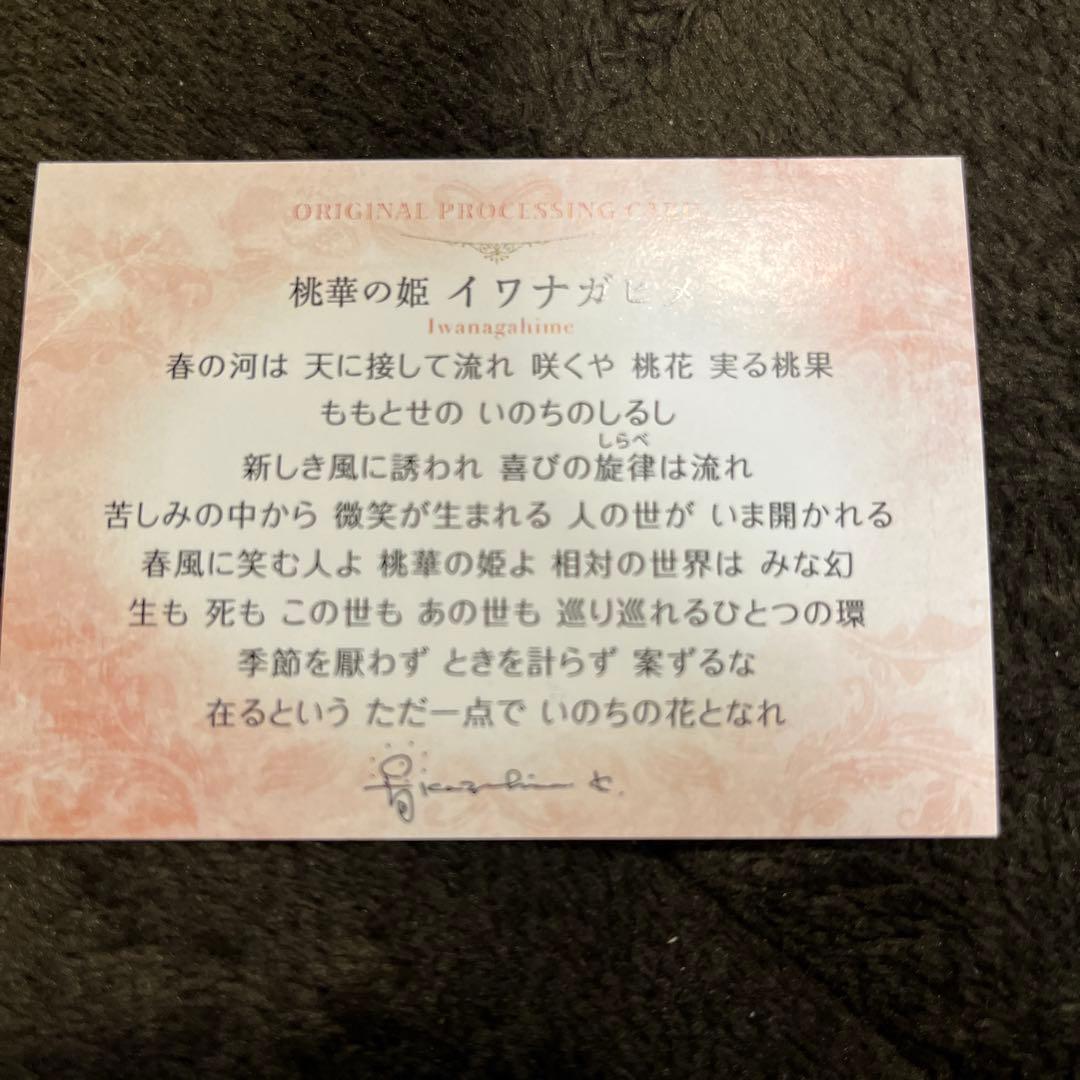 ORIGINAL PROCESSING CARD
桃華の姫 イワナガヒメ
Iwanagahime
春の河は 天に接して流れ 咲くや 桃花 実る桃果
ももとせの いのちのしるし
しらべ
新しき風に誘われ 喜びの旋律は流れ
苦しみの中から 微笑が生まれる 人の世が いま開かれる
春風に笑む人よ 桃華の姫よ 相対の世界は みな幻
生も 死も この世も あの世も 巡り巡れるひとつの環
季節を厭わず ときを計らず 案ずるな
在るという ただ一点で いのちの花となれ